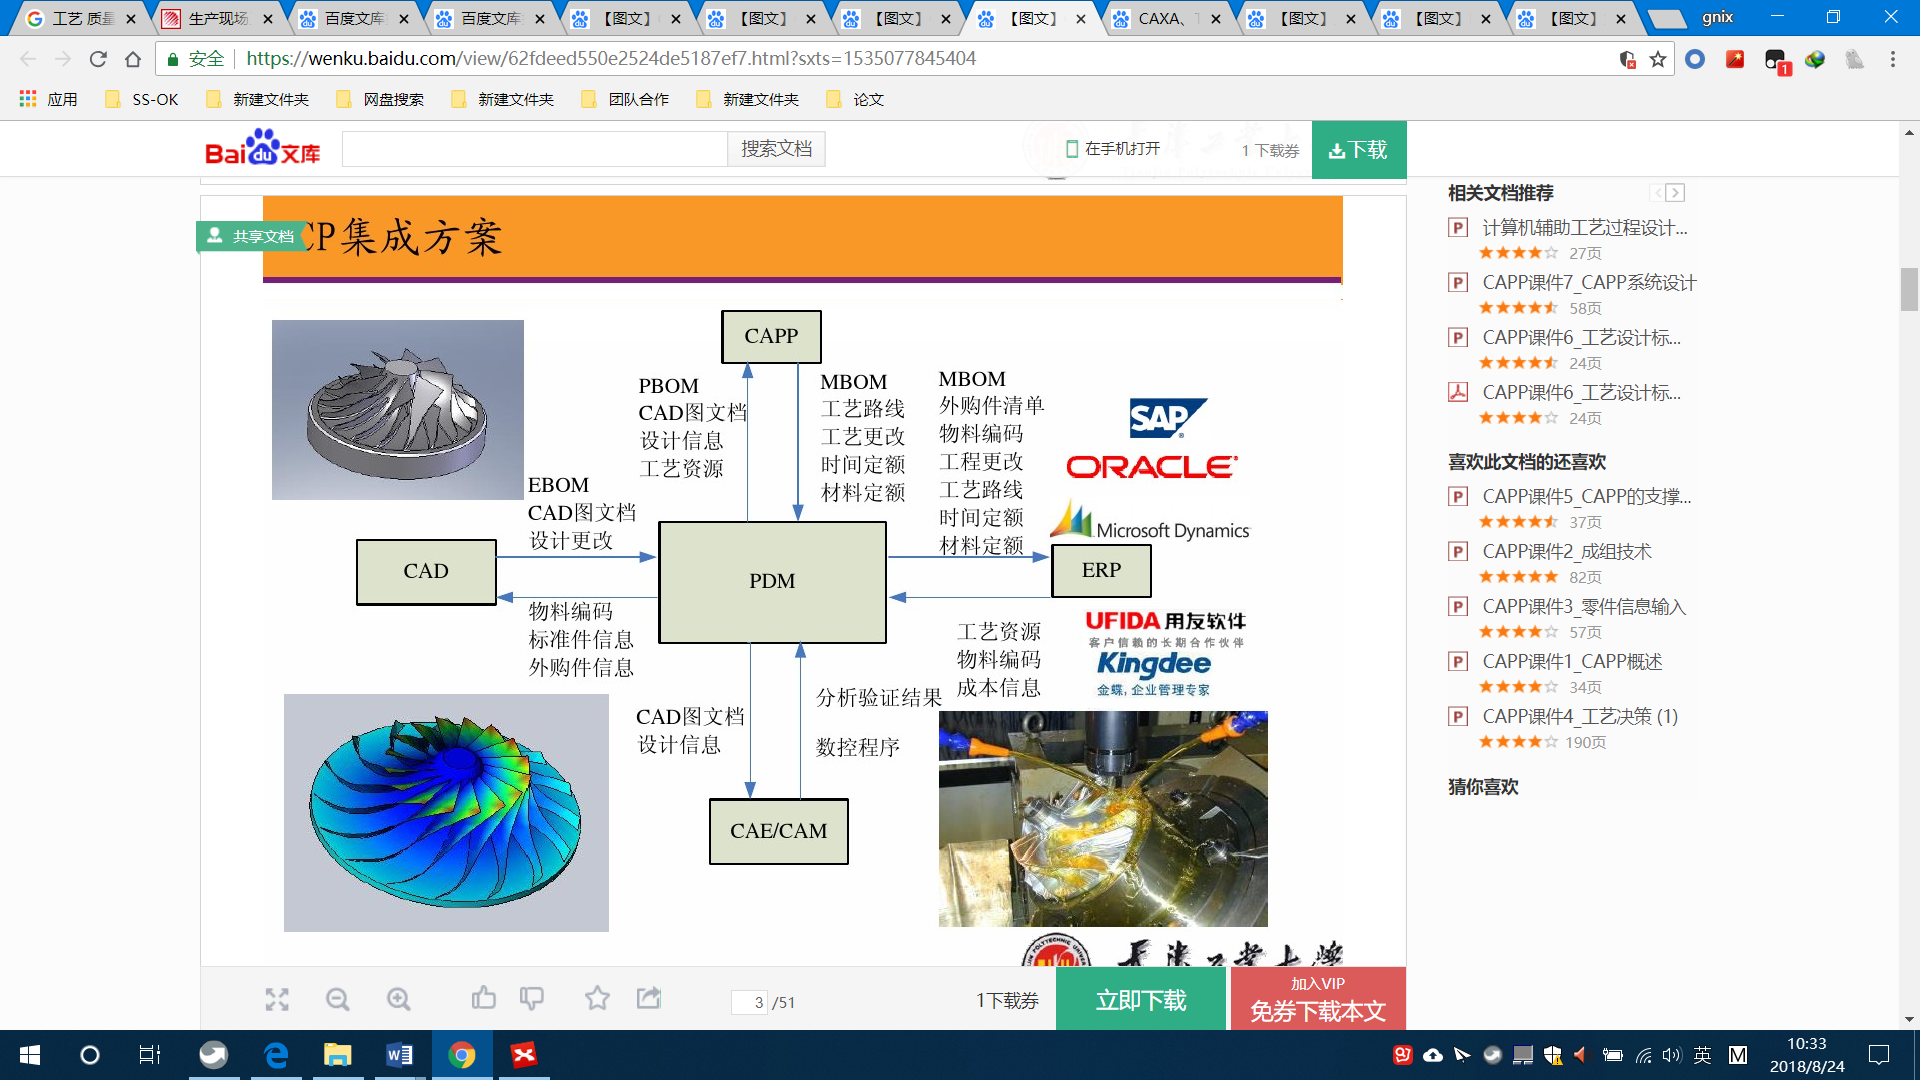 工艺 质量
生产现场
百度文库
百度文库
【图文】
【图文】
【图文】
【图文】
CAXA、T
【图文】
【图文】
【图文】
gnix
安全
https://wenku.baidu.com/view/62fdeed550e2524de5187ef7.html?sxts=1535077845404
1
应用
SS-OK
新建文件夹
网盘搜索
新建文件夹
团队合作
新建文件夹
论文
Bai du 文库
搜索文档
在手机打开
1 下载券
下载
共享文档
CP集成方案
CAPP
PBOM
CAD图文档
设计信息
工艺资源
MBOM
工艺路线
工艺更改
时间定额
材料定额
MBOM
外购件清单
物料编码
工程更改
工艺路线
时间定额
材料定额
SAP
ORACLE
Microsoft Dynamics
EBOM
CAD图文档
设计更改
CAD
PDM
ERP
物料编码
标准件信息
外购件信息
工艺资源
物料编码
成本信息
UFIDA 用友软件
客户信赖的长期合作伙伴
Kingdee
金蝶, 企业管理专家
CAD图文档
设计信息
分析验证结果
数控程序
CAE/CAM
相关文档推荐
计算机辅助工艺过程设计...
27页
CAPP课件7_CAPP系统设计
58页
CAPP课件6_工艺设计标...
24页
CAPP课件6_工艺设计标...
24页
喜欢此文档的还喜欢
CAPP课件5_CAPP的支撑...
37页
CAPP课件2_成组技术
82页
CAPP课件3_零件信息输入
57页
CAPP课件1_CAPP概述
34页
CAPP课件4_工艺决策 (1)
190页
猜你喜欢
3 /51
1下载券
立即下载
加入VIP
免券下载本文
英
M
10:33
2018/8/24